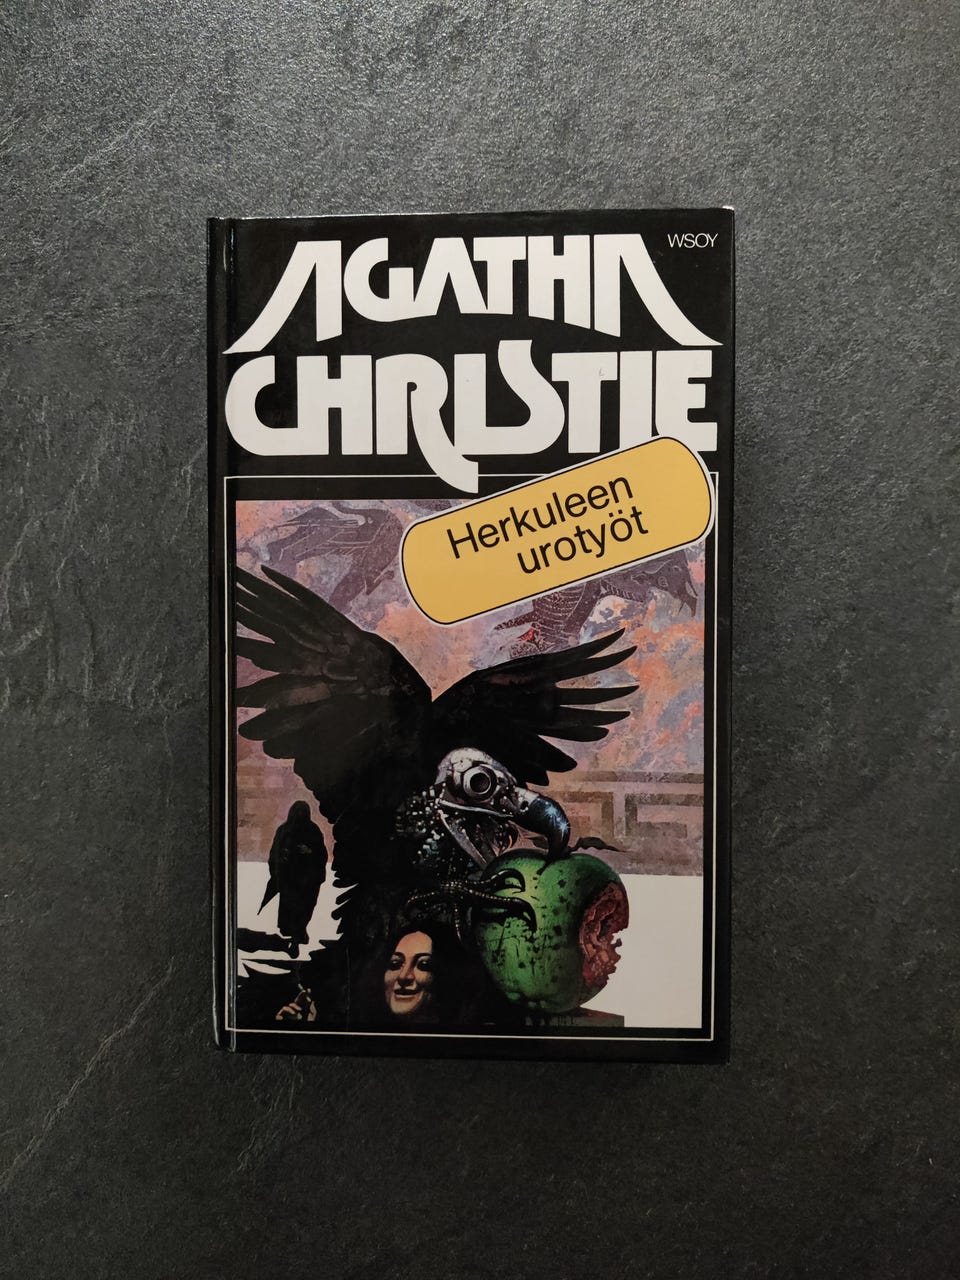 WSOY
AGATHA
CHRISTIE
Herkuleen
urotyöt